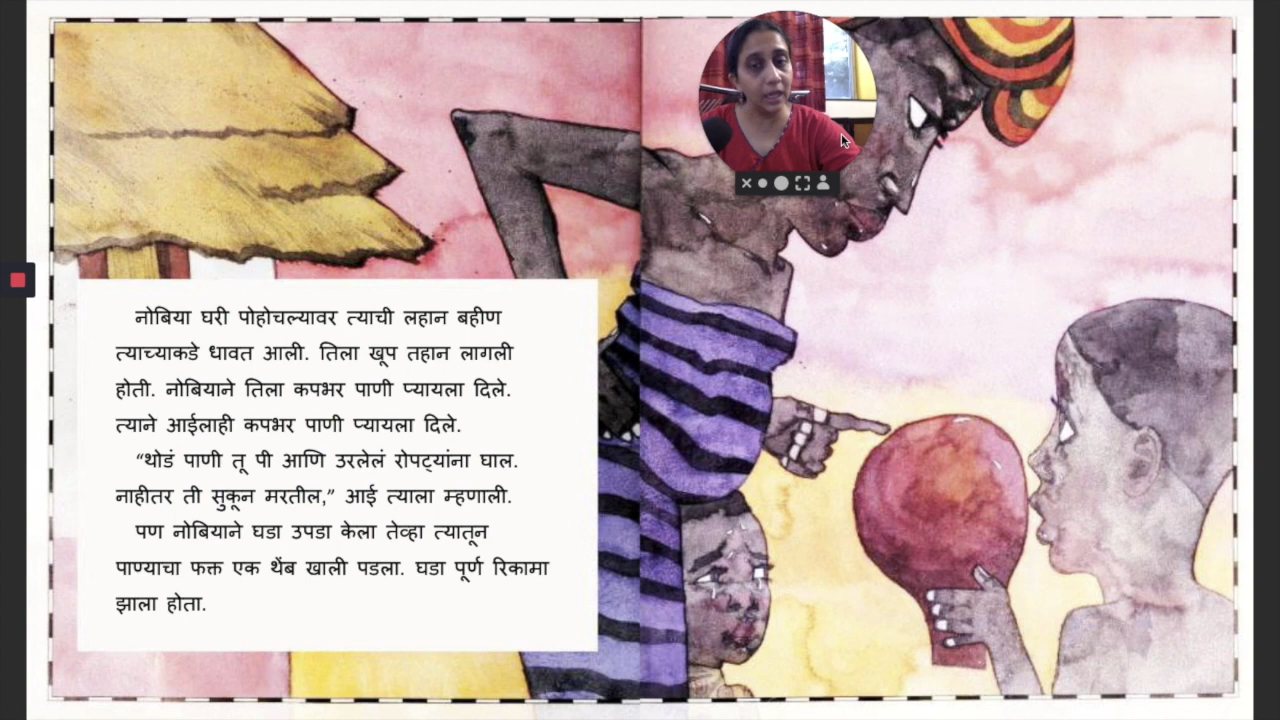 नोबिया घरी पोहोचल्यावर त्याची लहान बहीण
त्याच्याकडे धावत आली. तिला खूप तहान लागली
होती. नोबियाने तिला कपभर पाणी प्यायला दिले.
त्याने आईलाही कपभर पाणी प्यायला दिले.
“थोडं पाणी तू पी आणि उरलेलं रोपट्यांना घाल.
नाहीतर ती सुकून मरतील,” आई त्याला म्हणाली.
पण नोबियाने घडा उपडा केला तेव्हा त्यातून
पाण्याचा फक्त एक थेंब खाली पडला. घडा पूर्ण रिकामा
झाला होता.